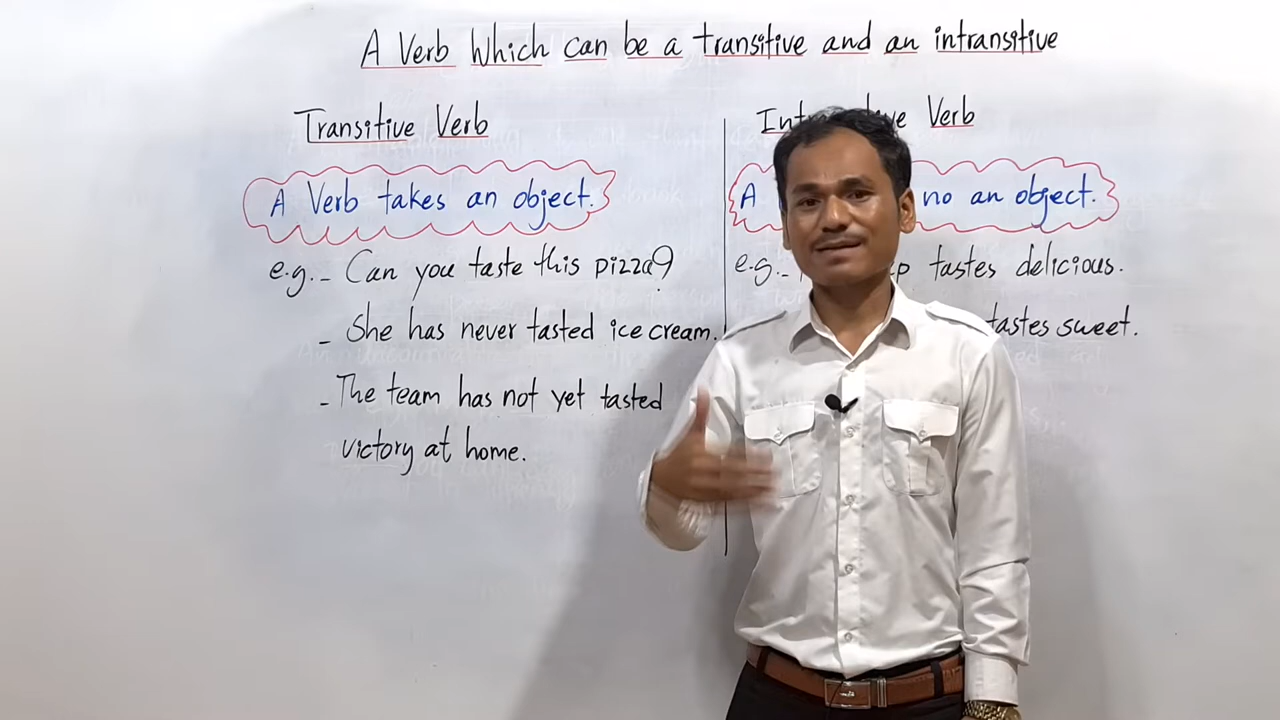 A Verb Which can be a transitive and an intransitive
Transitive Verb
A Verb takes an object.
e.g. - Can you taste this pizza?
- She has never tasted ice cream.
- The team has not yet tasted
victory at home.
Verb
A no an object.
e.g. - tastes delicious.
tastes sweet.